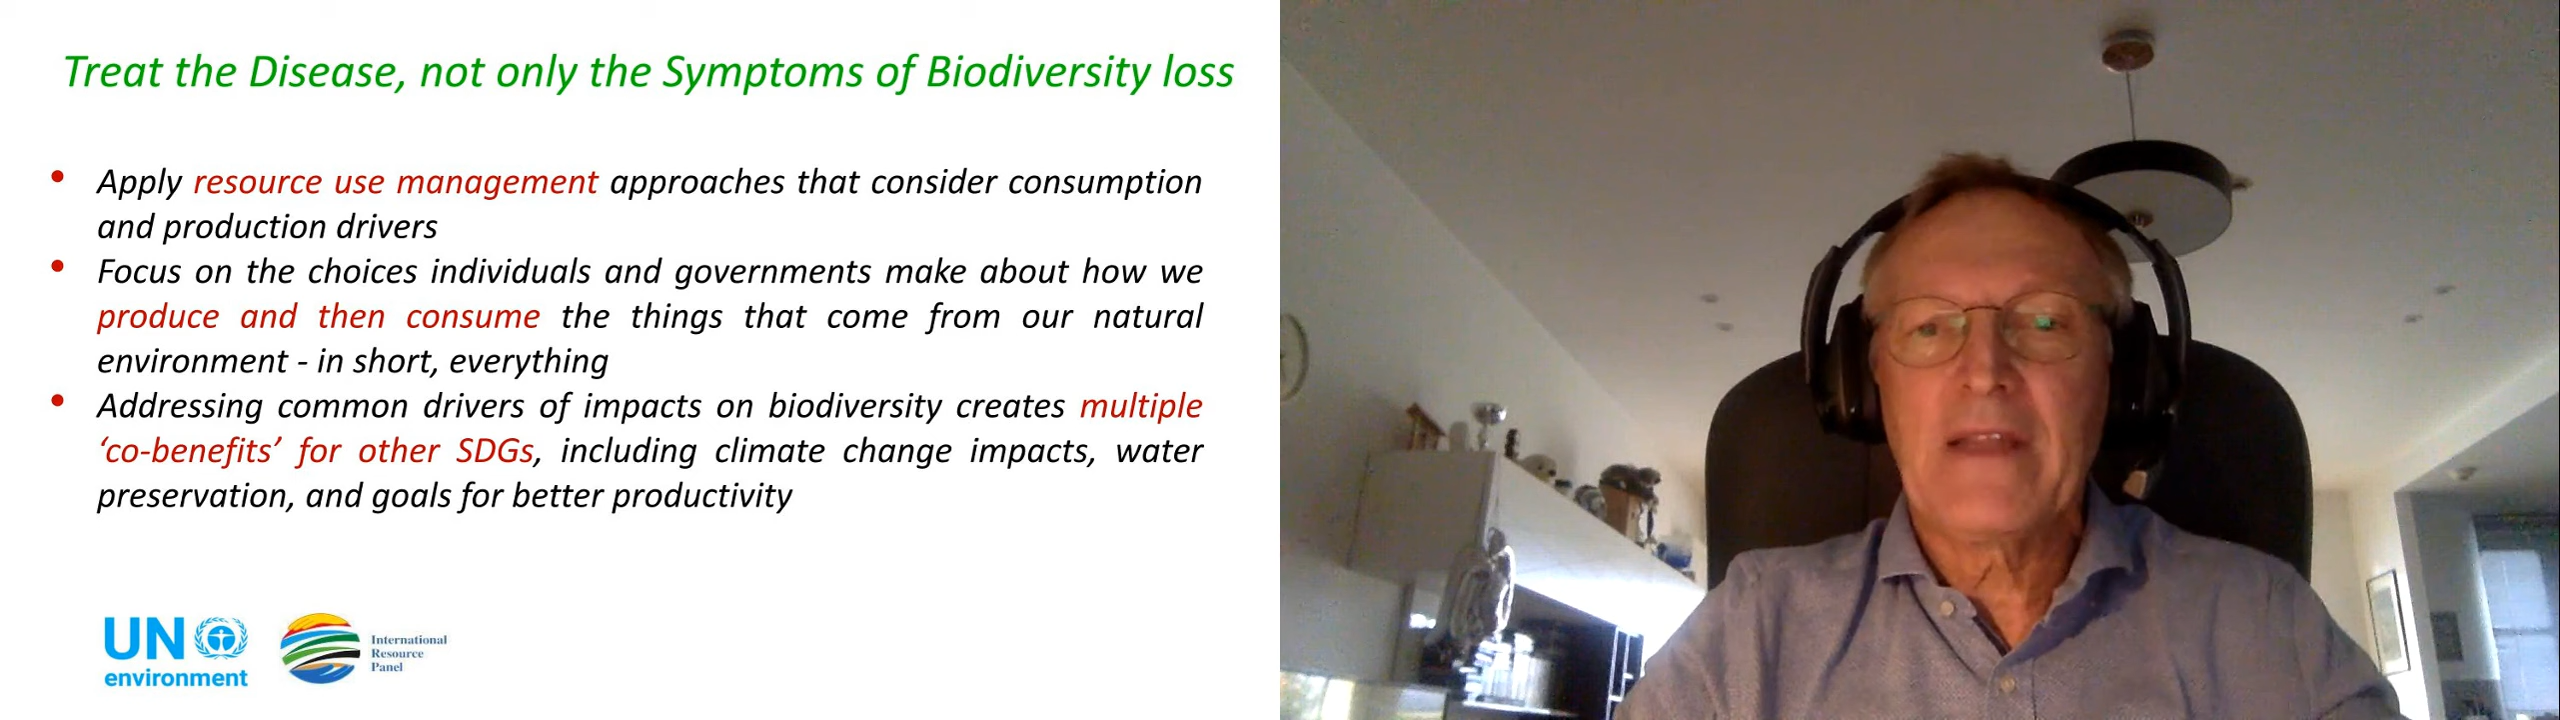 Treat the Disease, not only the Symptoms of Biodiversity loss
• Apply resource use management approaches that consider consumption
and production drivers
• Focus on the choices individuals and governments make about how we
produce and then consume the things that come from our natural
environment - in short, everything
• Addressing common drivers of impacts on biodiversity creates multiple
‘co-benefits’ for other SDGs, including climate change impacts, water
preservation, and goals for better productivity
UN
environment
International
Resource
Panel